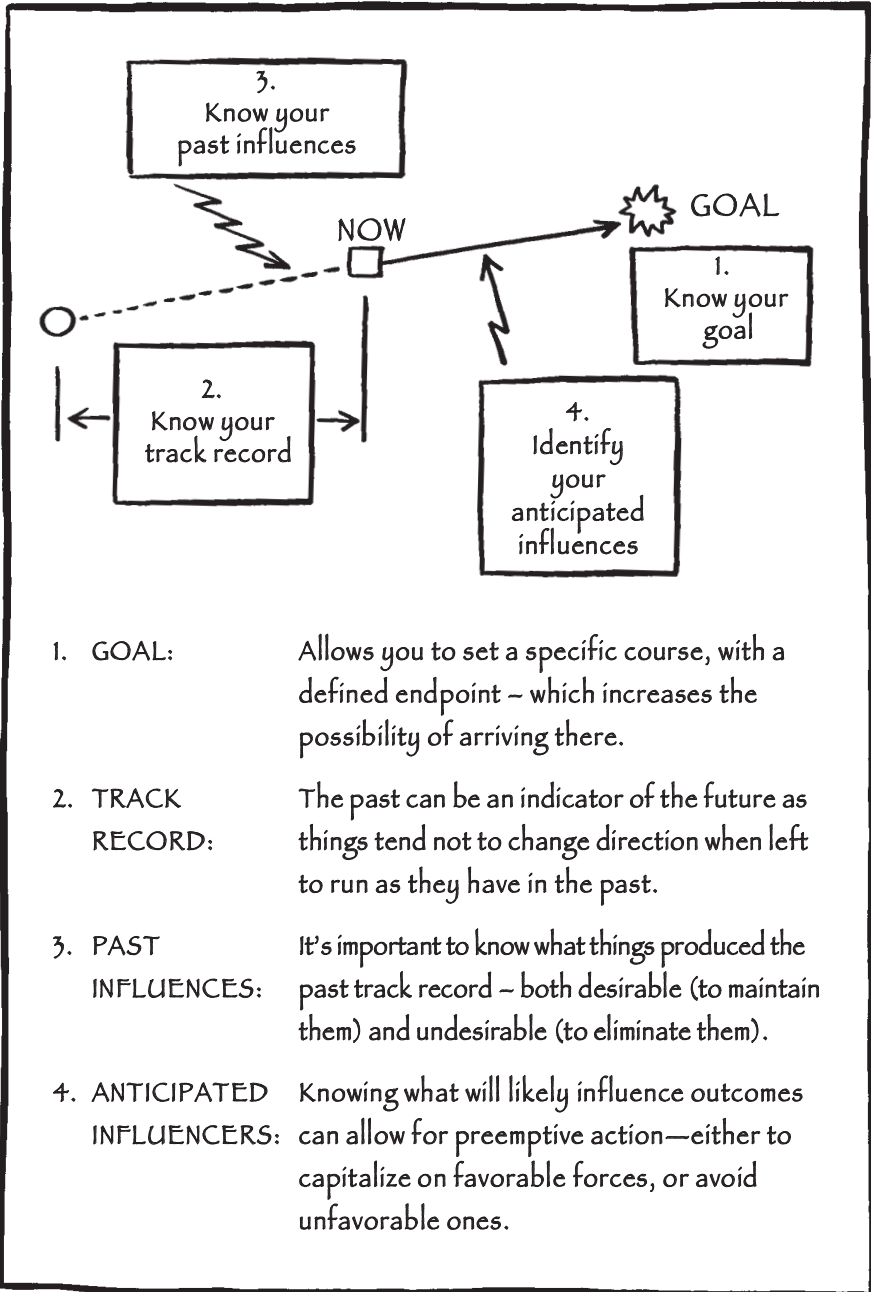 3.
Know your
past influences
NOW
GOAL
1.
Know your
goal
2.
Know your
track record
4.
Identify
your
anticipated
influences
1. GOAL: Allows you to set a specific course, with a
defined endpoint – which increases the
possibility of arriving there.
2. TRACK The past can be an indicator of the future as
RECORD: things tend not to change direction when left
to run as they have in the past.
3. PAST It's important to know what things produced the
INFLUENCES: past track record – both desirable (to maintain
them) and undesirable (to eliminate them).
4. ANTICIPATED Knowing what will likely influence outcomes
INFLUENCERS: can allow for preemptive action—either to
capitalize on favorable forces, or avoid
unfavorable ones.